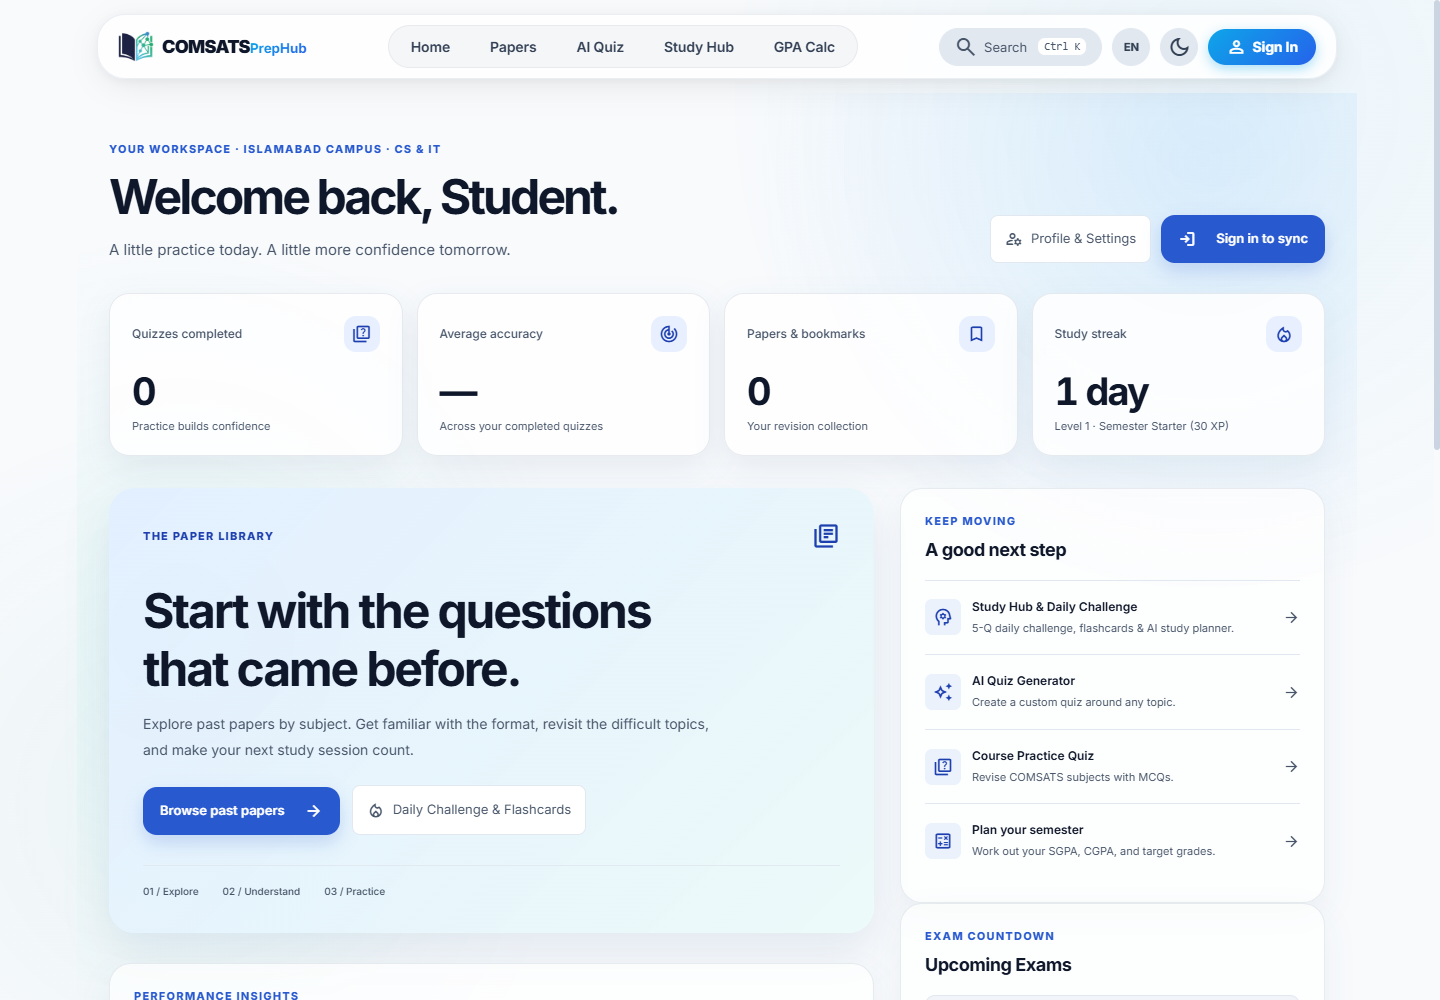 COMSATSPrepHub
Home
Papers
AI Quiz
Study Hub
GPA Calc
Search
Ctrl K
EN
Sign In
YOUR WORKSPACE · ISLAMABAD CAMPUS · CS & IT
Welcome back, Student.
A little practice today. A little more confidence tomorrow.
Profile & Settings
Sign in to sync
Quizzes completed
0
Practice builds confidence
Average accuracy
—
Across your completed quizzes
Papers & bookmarks
0
Your revision collection
Study streak
1 day
Level 1 · Semester Starter (30 XP)
THE PAPER LIBRARY
Start with the questions
that came before.
Explore past papers by subject. Get familiar with the format, revisit the difficult topics,
and make your next study session count.
Browse past papers
Daily Challenge & Flashcards
01 / Explore
02 / Understand
03 / Practice
KEEP MOVING
A good next step
Study Hub & Daily Challenge
5-Q daily challenge, flashcards & AI study planner.
AI Quiz Generator
Create a custom quiz around any topic.
Course Practice Quiz
Revise COMSATS subjects with MCQs.
Plan your semester
Work out your SGPA, CGPA, and target grades.
EXAM COUNTDOWN
Upcoming Exams
PERFORMANCE INSIGHTS